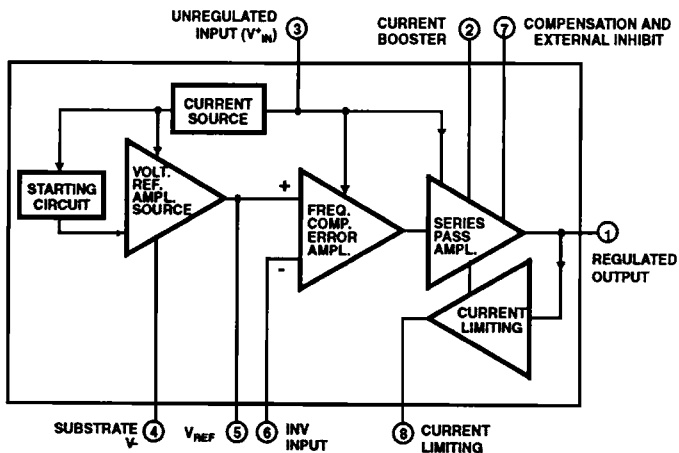 UNREGULATED
INPUT (V+IN)
3
CURRENT
BOOSTER
2
7
COMPENSATION AND
EXTERNAL INHIBIT
CURRENT
SOURCE
STARTING
CIRCUIT
VOLT.
REF.
AMPL.
SOURCE
+
-
FREQ.
COMP.
ERROR
AMPL.
SERIES
PASS
AMPL.
1
REGULATED
OUTPUT
CURRENT
LIMITING
SUBSTRATE
V-
4
VREF
5
6
INV
INPUT
8
CURRENT
LIMITING